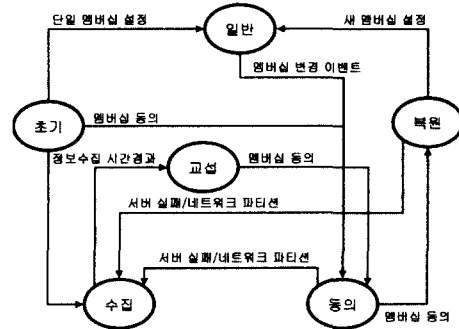 단일 멤버십 설정
일반
새 멤버십 설정
멤버십 변경 이벤트
초기
멤버십 동의
복원
정보수집 시간경과
교섭
멤버십 동의
서버 실패/네트워크 파티션
서버 실패/네트워크 파티션
수집
동의
멤버십 동의